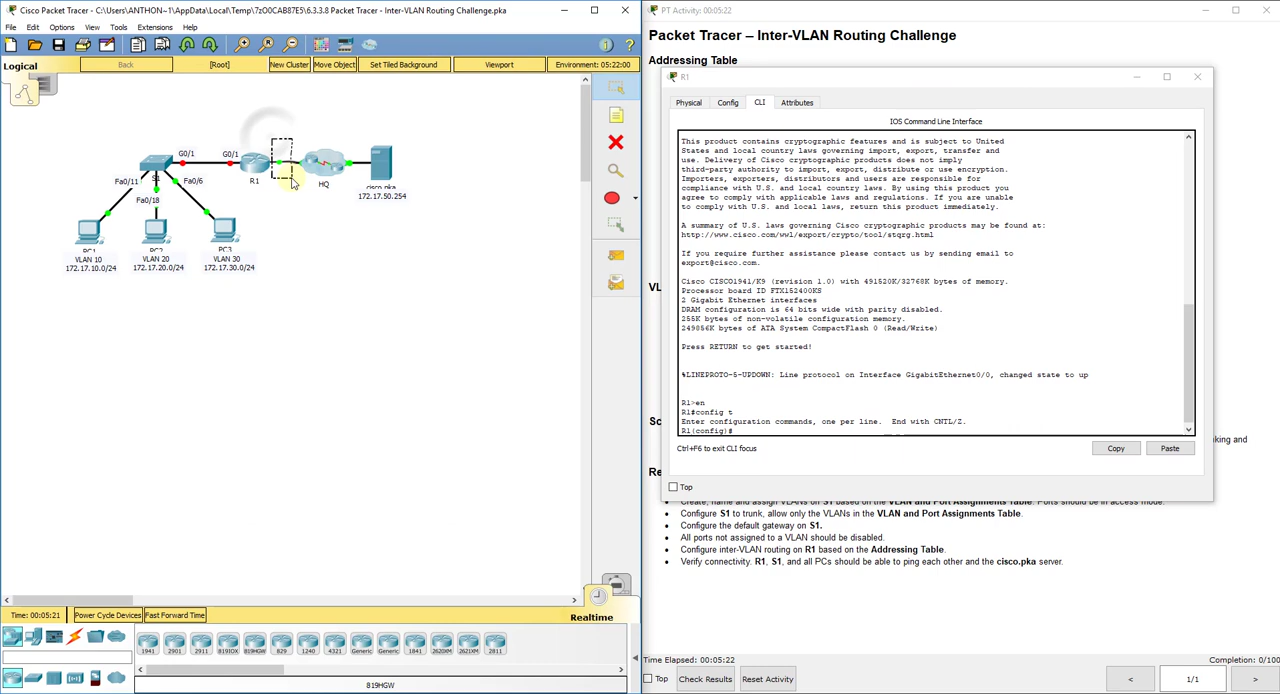 Cisco Packet Tracer - C:\Users\ANTHON~1\AppData\Local\Temp\7zO0CAB87E5\6.3.3.8 Packet Tracer - Inter-VLAN Routing Challenge.pka
File Edit Options View Tools Extensions Help
Logical
Back
[Root]
New Cluster
Move Object
Set Tiled Background
Viewport
Environment: 05:22:00
G0/1
G0/1
S1
R1
HQ
cisco.pka
172.17.50.254
Fa0/11
Fa0/6
Fa0/18
PC1
PC2
PC3
VLAN 10
VLAN 20
VLAN 30
172.17.10.0/24
172.17.20.0/24
172.17.30.0/24
Time: 00:05:21
Power Cycle Devices
Fast Forward Time
Realtime
1941
2901
2911
819IOX
819HGW
829
1240
4321
Generic
Generic
1841
2620XM
2621XM
2811
819HGW
PT Activity: 00:05:22
Packet Tracer – Inter-VLAN Routing Challenge
Addressing Table
R1
Physical
Config
CLI
Attributes
IOS Command Line Interface
This product contains cryptographic features and is subject to United
States and local country laws governing import, export, transfer and
use. Delivery of Cisco cryptographic products does not imply
third-party authority to import, export, distribute or use encryption.
Importers, exporters, distributors and users are responsible for
compliance with U.S. and local country laws. By using this product you
agree to comply with applicable laws and regulations. If you are unable
to comply with U.S. and local laws, return this product immediately.
A summary of U.S. laws governing Cisco cryptographic products may be found at:
http://www.cisco.com/wwl/export/crypto/tool/stqrg.html
If you require further assistance please contact us by sending email to
export@cisco.com.
Cisco CISCO1941/K9 (revision 1.0) with 491520K/32768K bytes of memory.
Processor board ID FTX152400KS
2 Gigabit Ethernet interfaces
DRAM configuration is 64 bits wide with parity disabled.
255K bytes of non-volatile configuration memory.
249856K bytes of ATA System CompactFlash 0 (Read/Write)
Press RETURN to get started!
%LINEPROTO-5-UPDOWN: Line protocol on Interface GigabitEthernet0/0, changed state to up
R1>en
R1#config t
Enter configuration commands, one per line. End with CNTL/Z.
R1(config)#
Ctrl+F6 to exit CLI focus
Copy
Paste
Top
VL
Sc
king and
Re
Create, name and assign VLANs on S1 based on the VLAN and Port Assignments Table. Ports should be in access mode.
• Configure S1 to trunk, allow only the VLANs in the VLAN and Port Assignments Table.
• Configure the default gateway on S1.
• All ports not assigned to a VLAN should be disabled.
• Configure inter-VLAN routing on R1 based on the Addressing Table.
• Verify connectivity. R1, S1, and all PCs should be able to ping each other and the cisco.pka server.
Time Elapsed: 00:05:22
Completion: 0/100
Top
Check Results
Reset Activity
<
1/1
>